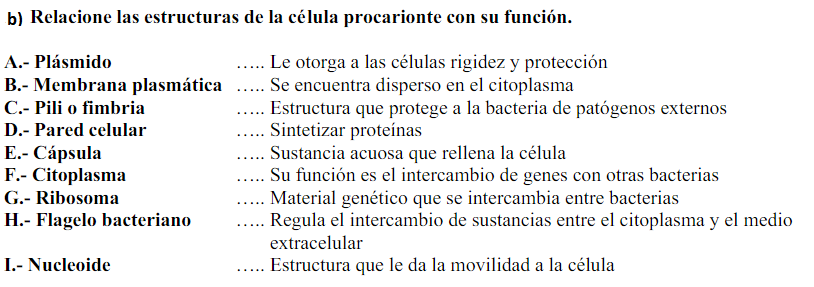 b) Relacione las estructuras de la célula procarionte con su función.
A.- Plásmido ….. Le otorga a las células rigidez y protección
B.- Membrana plasmática ….. Se encuentra disperso en el citoplasma
C.- Pili o fimbria ….. Estructura que protege a la bacteria de patógenos externos
D.- Pared celular ….. Sintetizar proteínas
E.- Cápsula ….. Sustancia acuosa que rellena la célula
F.- Citoplasma ….. Su función es el intercambio de genes con otras bacterias
G.- Ribosoma ….. Material genético que se intercambia entre bacterias
H.- Flagelo bacteriano ….. Regula el intercambio de sustancias entre el citoplasma y el medio
extracelular
I.- Nucleoide ….. Estructura que le da la movilidad a la célula